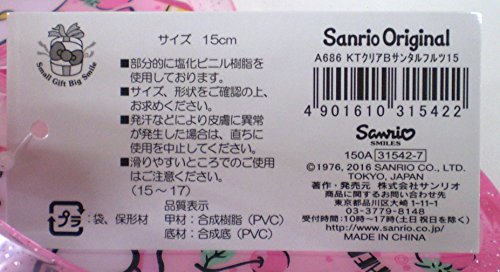 Small Gift Big Smile
サイズ 15cm
■部分的に塩化ビニル樹脂を
使用しております。
■サイズ、形状をご確認の上、
お求めください。
■発汗などにより皮膚に異常
が発生した場合は、直ちに
使用を中止してください。
■滑りやすいところでのご使用
はご注意ください。
(15~17)
品質表示
プラ:袋、保形材
甲材:合成樹脂(PVC)
底材:合成底(PVC)
Sanrio Original
A686 KTクリアBサンタルフルツ15
4 901610 315422
Sanrio
SMILES
150A 31542-7
©1976, 2016 SANRIO CO., LTD.
TOKYO, JAPAN
著作・発売元 株式会社サンリオ
商品に関するお問い合わせ先
東京都品川区大崎1-11-1
03-3779-8148
受付時間:10時~17時(土日祝日を除く)
www.sanrio.co.jp/
MADE IN CHINA